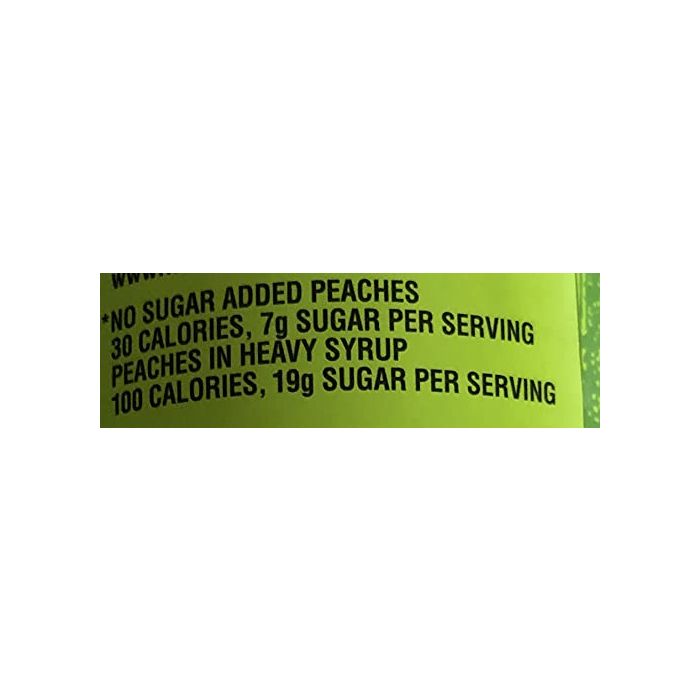 *NO SUGAR ADDED PEACHES
30 CALORIES, 7g SUGAR PER SERVING
PEACHES IN HEAVY SYRUP
100 CALORIES, 19g SUGAR PER SERVING